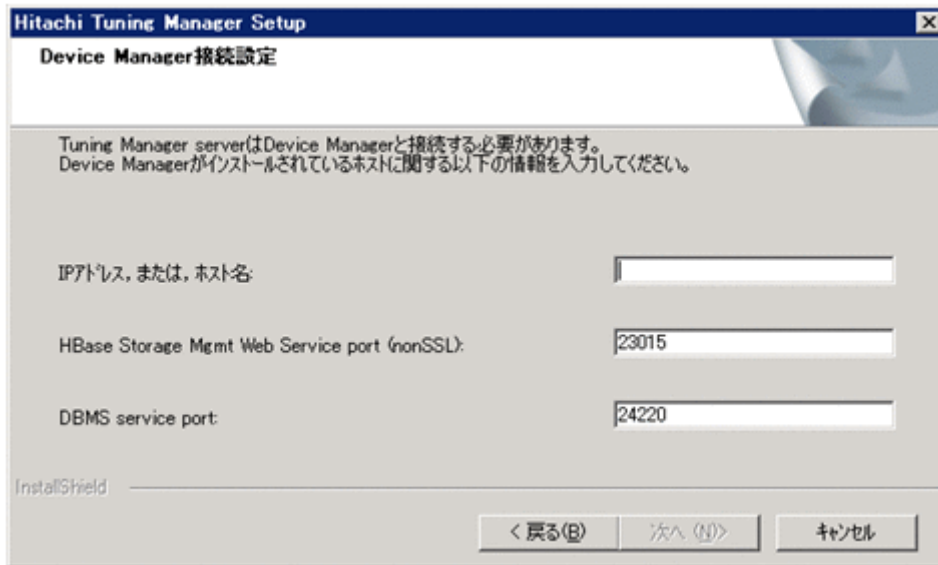 Hitachi Tuning Manager Setup
Device Manager接続設定
Tuning Manager serverはDevice Managerと接続する必要があります。
Device Managerがインストールされているホストに関する以下の情報を入力してください。
IPアドレス，または，ホスト名:
HBase Storage Mgmt Web Service port (nonSSL):
23015
DBMS service port:
24220
InstallShield
< 戻る(B)
次へ (N)>
キャンセル